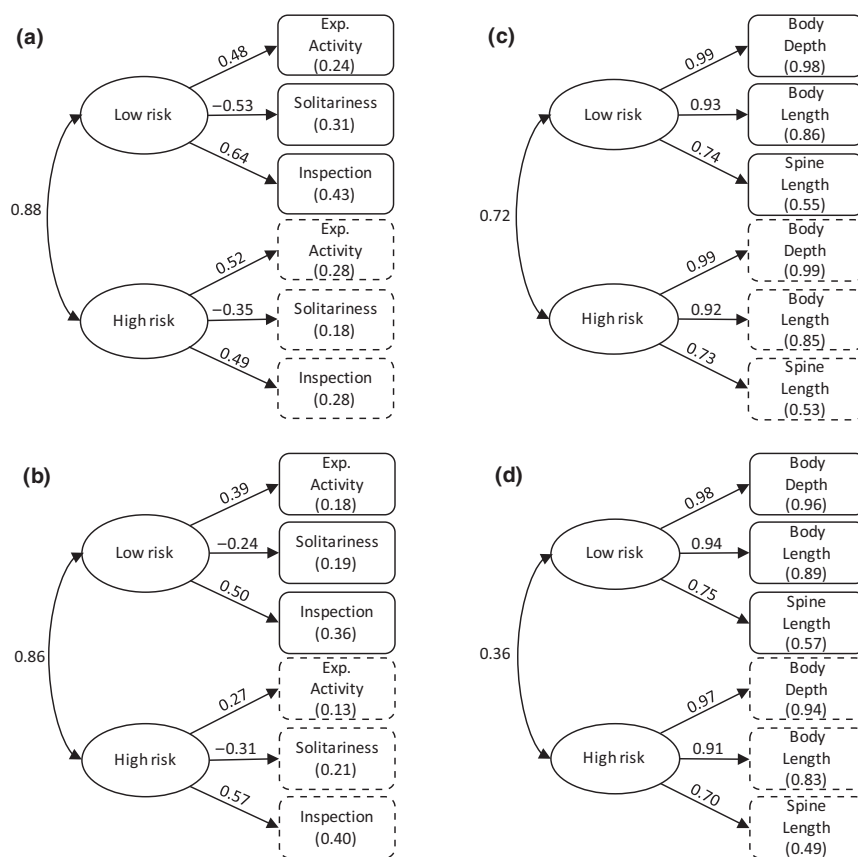 (a)
Exp.
Activity
(0.24)
0.48
Low risk
−0.53
Solitariness
(0.31)
0.64
Inspection
(0.43)
0.88
Exp.
Activity
(0.28)
0.52
High risk
−0.35
Solitariness
(0.18)
0.49
Inspection
(0.28)
(c)
Body
Depth
(0.98)
0.99
Low risk
0.93
Body
Length
(0.86)
0.74
Spine
Length
(0.55)
0.72
Body
Depth
(0.99)
0.99
High risk
0.92
Body
Length
(0.85)
0.73
Spine
Length
(0.53)
(b)
Exp.
Activity
(0.18)
0.39
Low risk
−0.24
Solitariness
(0.19)
0.50
Inspection
(0.36)
0.86
Exp.
Activity
(0.13)
0.27
High risk
−0.31
Solitariness
(0.21)
0.57
Inspection
(0.40)
(d)
Body
Depth
(0.96)
0.98
Low risk
0.94
Body
Length
(0.89)
0.75
Spine
Length
(0.57)
0.36
Body
Depth
(0.94)
0.97
High risk
0.91
Body
Length
(0.83)
0.70
Spine
Length
(0.49)